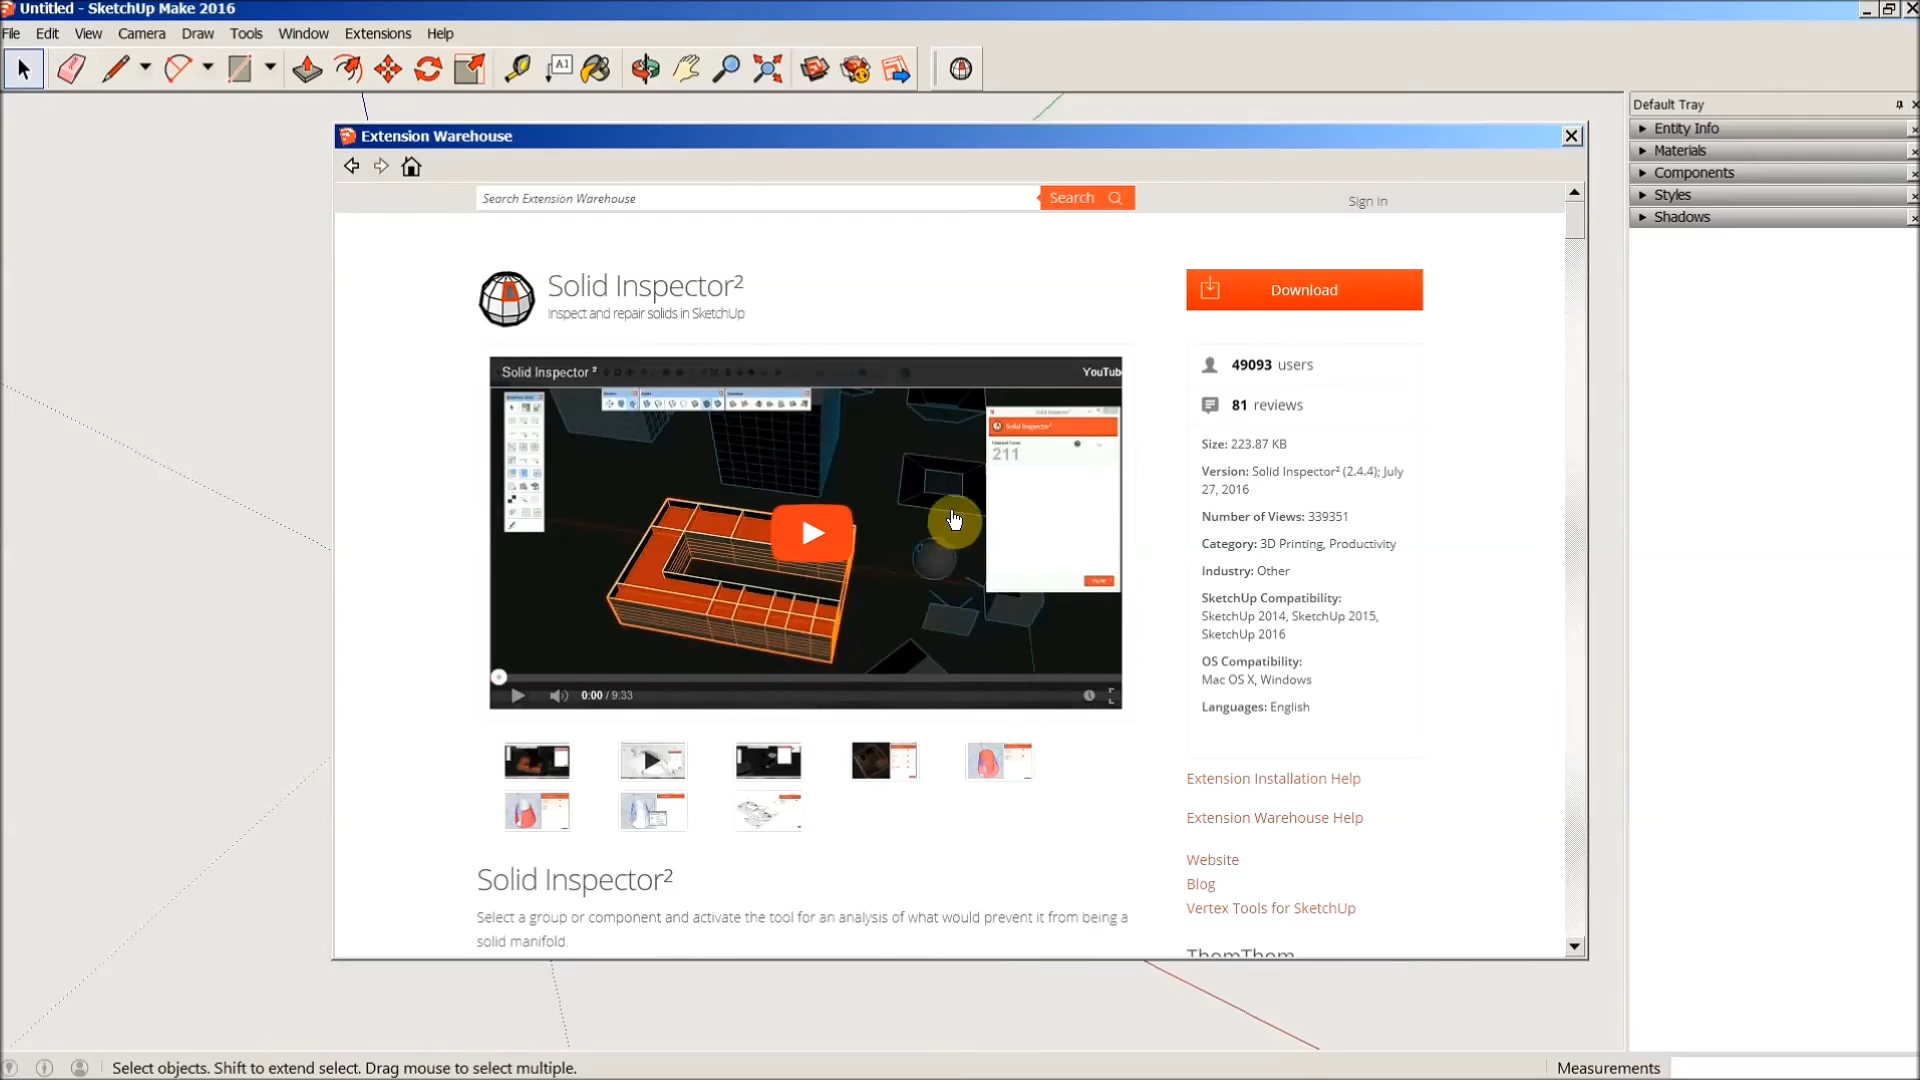 Untitled - SketchUp Make 2016
File Edit View Camera Draw Tools Window Extensions Help
A1
Default Tray
Entity Info
Materials
Components
Styles
Shadows
Extension Warehouse
Search Extension Warehouse
Search
Sign In
Solid Inspector²
Inspect and repair solids in SketchUp
Download
Solid Inspector ²
YouTub
Solid Inspector²
211
0:00 / 9:33
49093 users
81 reviews
Size: 223.87 KB
Version: Solid Inspector² (2.4.4); July
27, 2016
Number of Views: 339351
Category: 3D Printing, Productivity
Industry: Other
SketchUp Compatibility:
SketchUp 2014, SketchUp 2015,
SketchUp 2016
OS Compatibility:
Mac OS X, Windows
Languages: English
Extension Installation Help
Extension Warehouse Help
Website
Blog
Vertex Tools for SketchUp
ThomThom
Solid Inspector²
Select a group or component and activate the tool for an analysis of what would prevent it from being a
solid manifold.
Select objects. Shift to extend select. Drag mouse to select multiple.
Measurements